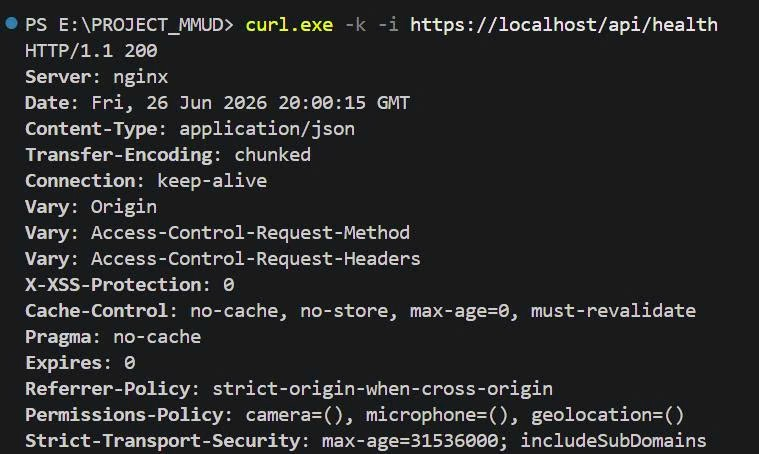 PS E:\PROJECT_MMUD> curl.exe -k -i https://localhost/api/health
HTTP/1.1 200
Server: nginx
Date: Fri, 26 Jun 2026 20:00:15 GMT
Content-Type: application/json
Transfer-Encoding: chunked
Connection: keep-alive
Vary: Origin
Vary: Access-Control-Request-Method
Vary: Access-Control-Request-Headers
X-XSS-Protection: 0
Cache-Control: no-cache, no-store, max-age=0, must-revalidate
Pragma: no-cache
Expires: 0
Referrer-Policy: strict-origin-when-cross-origin
Permissions-Policy: camera=(), microphone=(), geolocation=()
Strict-Transport-Security: max-age=31536000; includeSubDomains